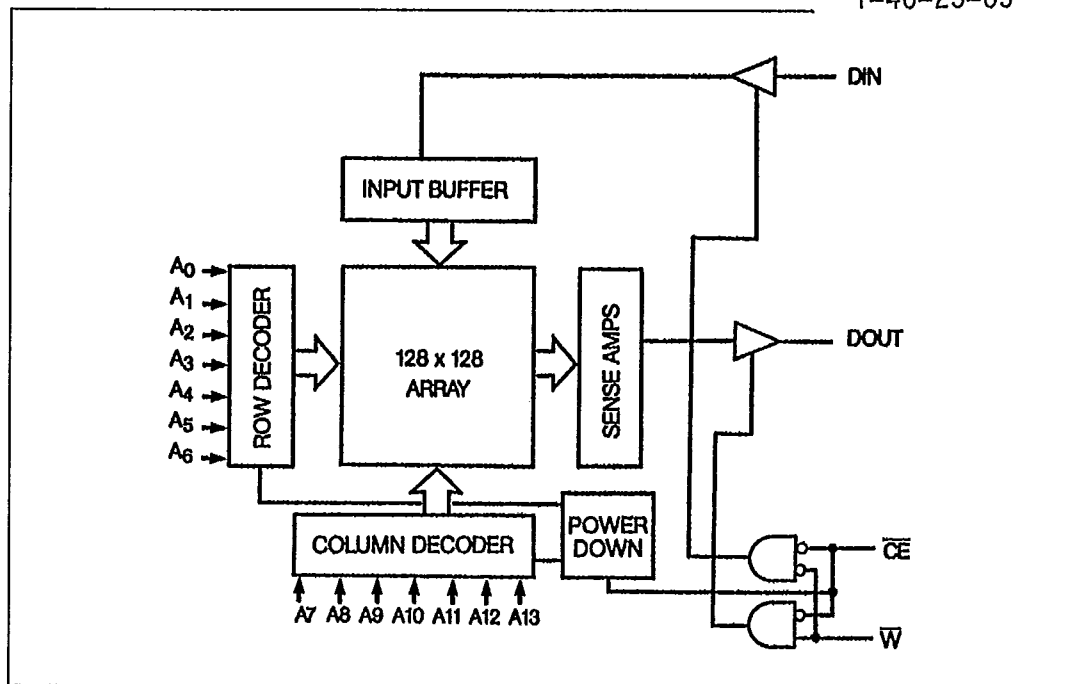 DIN
INPUT BUFFER
A0
A1
A2
A3
A4
A5
A6
ROW DECODER
128 x 128
ARRAY
SENSE AMPS
DOUT
COLUMN DECODER
POWER
DOWN
A7 A8 A9 A10 A11 A12 A13
C̅E̅
W̅